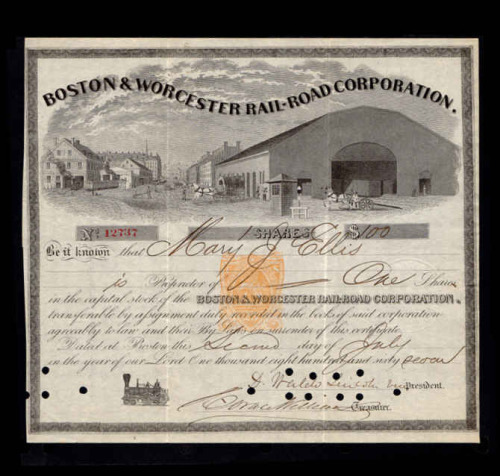 BOSTON & WORCESTER RAIL-ROAD CORPORATION.
No. 12737 SHARES $100
Be it known that Mary J Ellis
is Proprietor of One Share
in the capital stock of the BOSTON & WORCESTER RAIL-ROAD CORPORATION.
transferable by assignment duly recorded in the books of said corporation
agreeably to law and their By Laws on surrender of this certificate.
Dated at Boston this Second day of July
in the year of our Lord One thousand eight hundred and sixty seven
D. Waldo Lincoln President.
Treasurer.